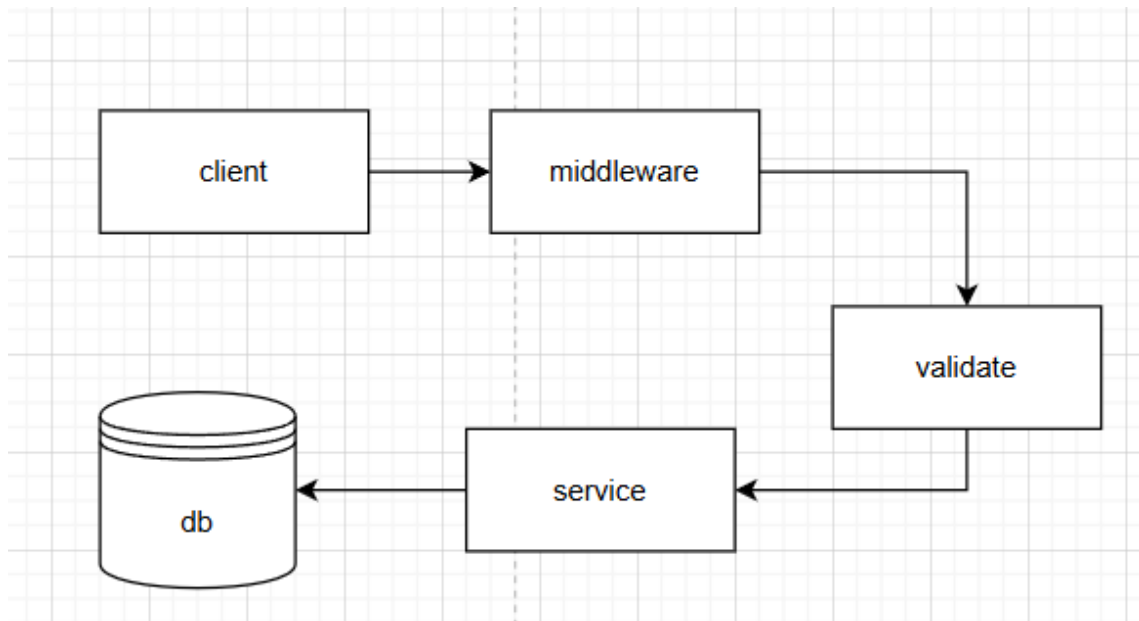 client
middleware
validate
service
db